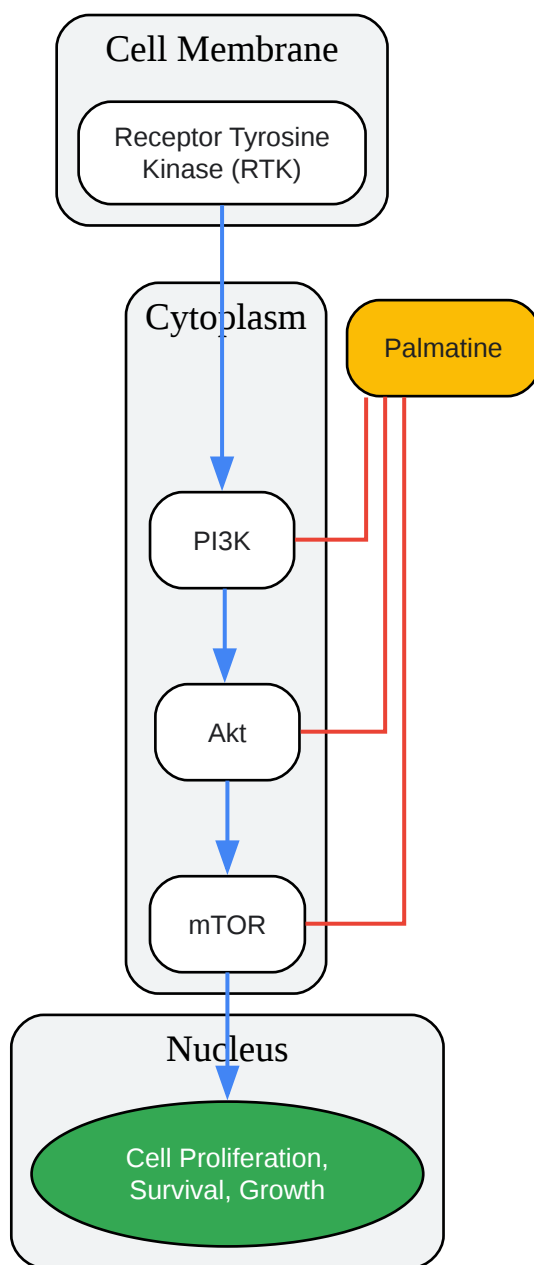 Cell Membrane
Receptor Tyrosine
Kinase (RTK)
Cytoplasm
Palmatine
PI3K
Akt
mTOR
Nucleus
Cell Proliferation,
Survival, Growth